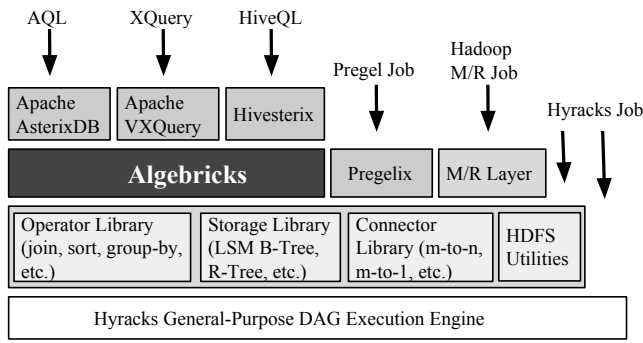 AQL
XQuery
HiveQL
Pregel Job
Hadoop
M/R Job
Hyracks Job
Apache
AsterixDB
Apache
VXQuery
Hivesterix
Algebricks
Pregelix
M/R Layer
Operator Library
(join, sort, group-by,
etc.)
Storage Library
(LSM B-Tree,
R-Tree, etc.)
Connector
Library (m-to-n,
m-to-1, etc.)
HDFS
Utilities
Hyracks General-Purpose DAG Execution Engine